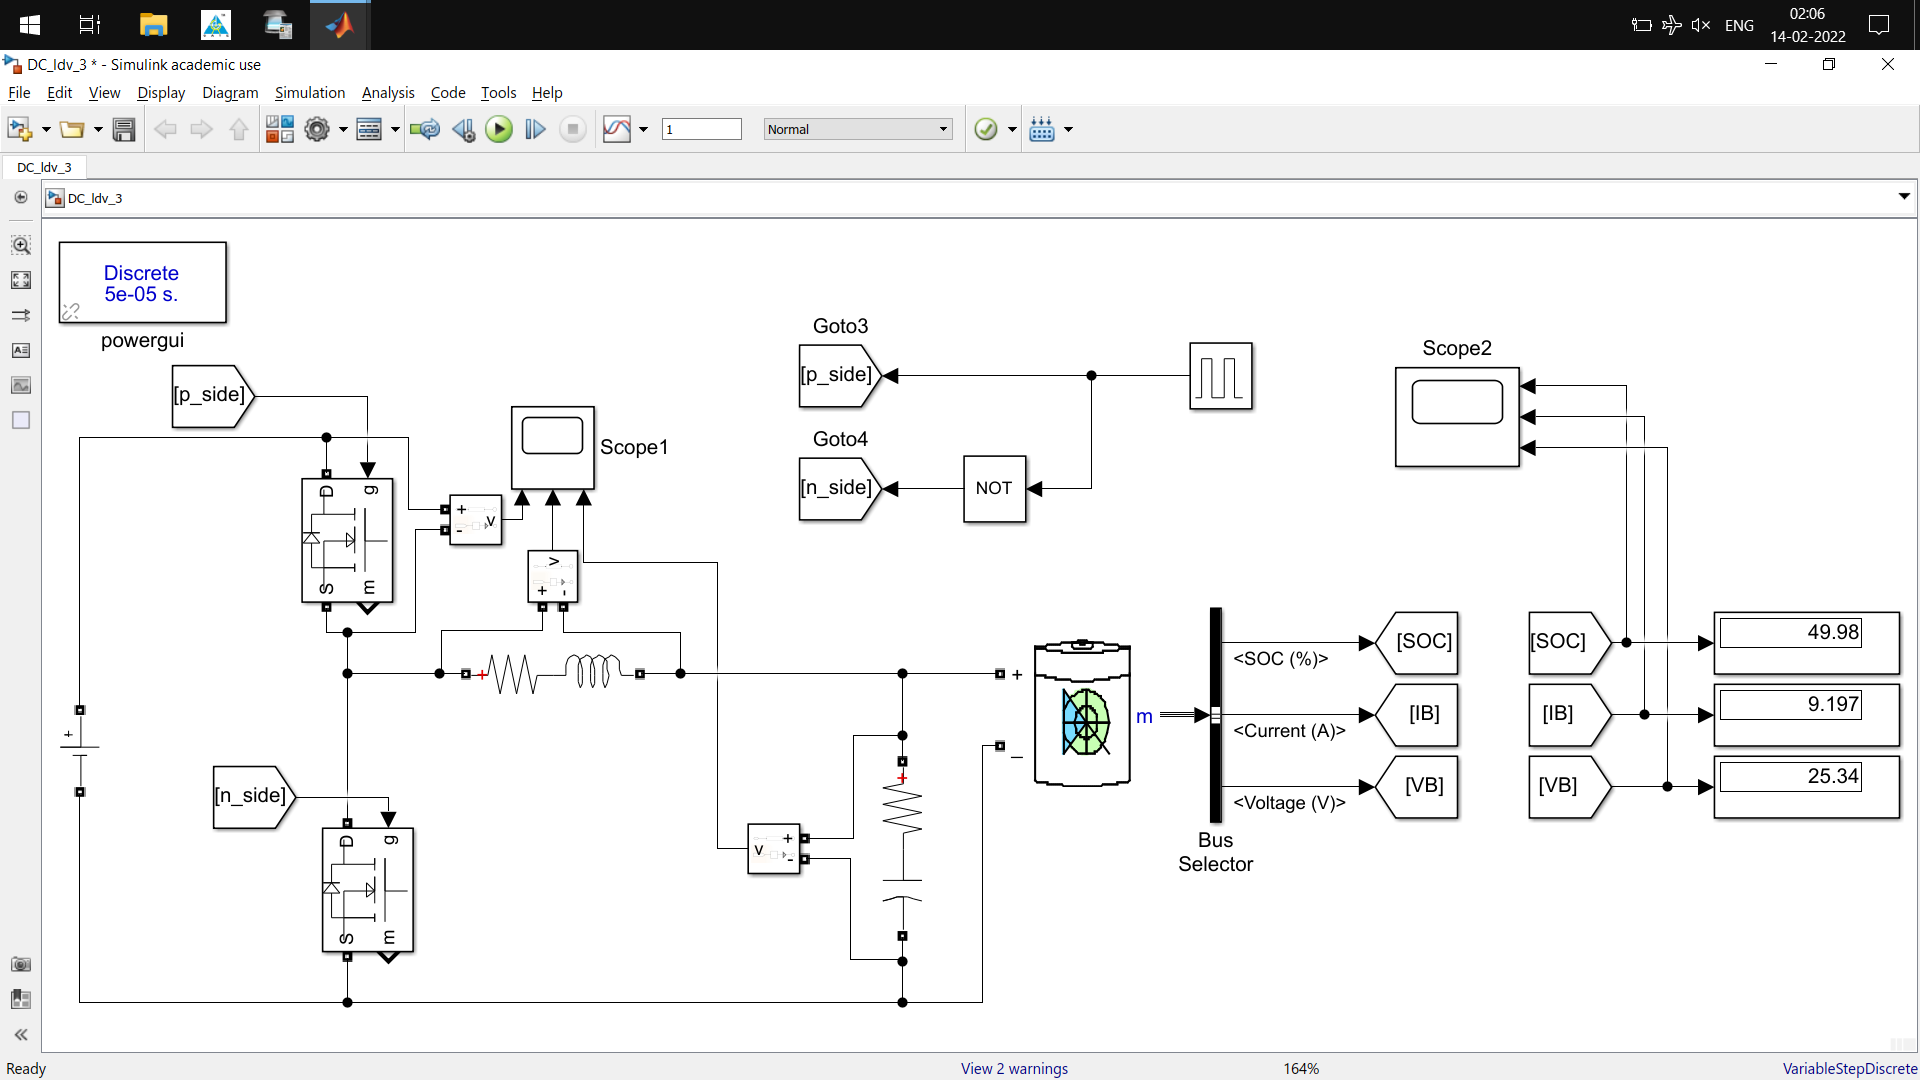 ENG
02:06
14-02-2022
DC_ldv_3 * - Simulink academic use
File Edit View Display Diagram Simulation Analysis Code Tools Help
1
Normal
DC_ldv_3
DC_ldv_3
Discrete
5e-05 s.
powergui
[p_side]
Goto3
[p_side]
Goto4
[n_side]
NOT
Scope1
Scope2
D
g
S
m
+
-
v
v
+
-
+
[n_side]
D
g
S
m
+
v
+
-
+
+
−
m
<SOC (%)>
<Current (A)>
<Voltage (V)>
Bus
Selector
[SOC]
[IB]
[VB]
[SOC]
[IB]
[VB]
49.98
9.197
25.34
Ready
View 2 warnings
164%
VariableStepDiscrete